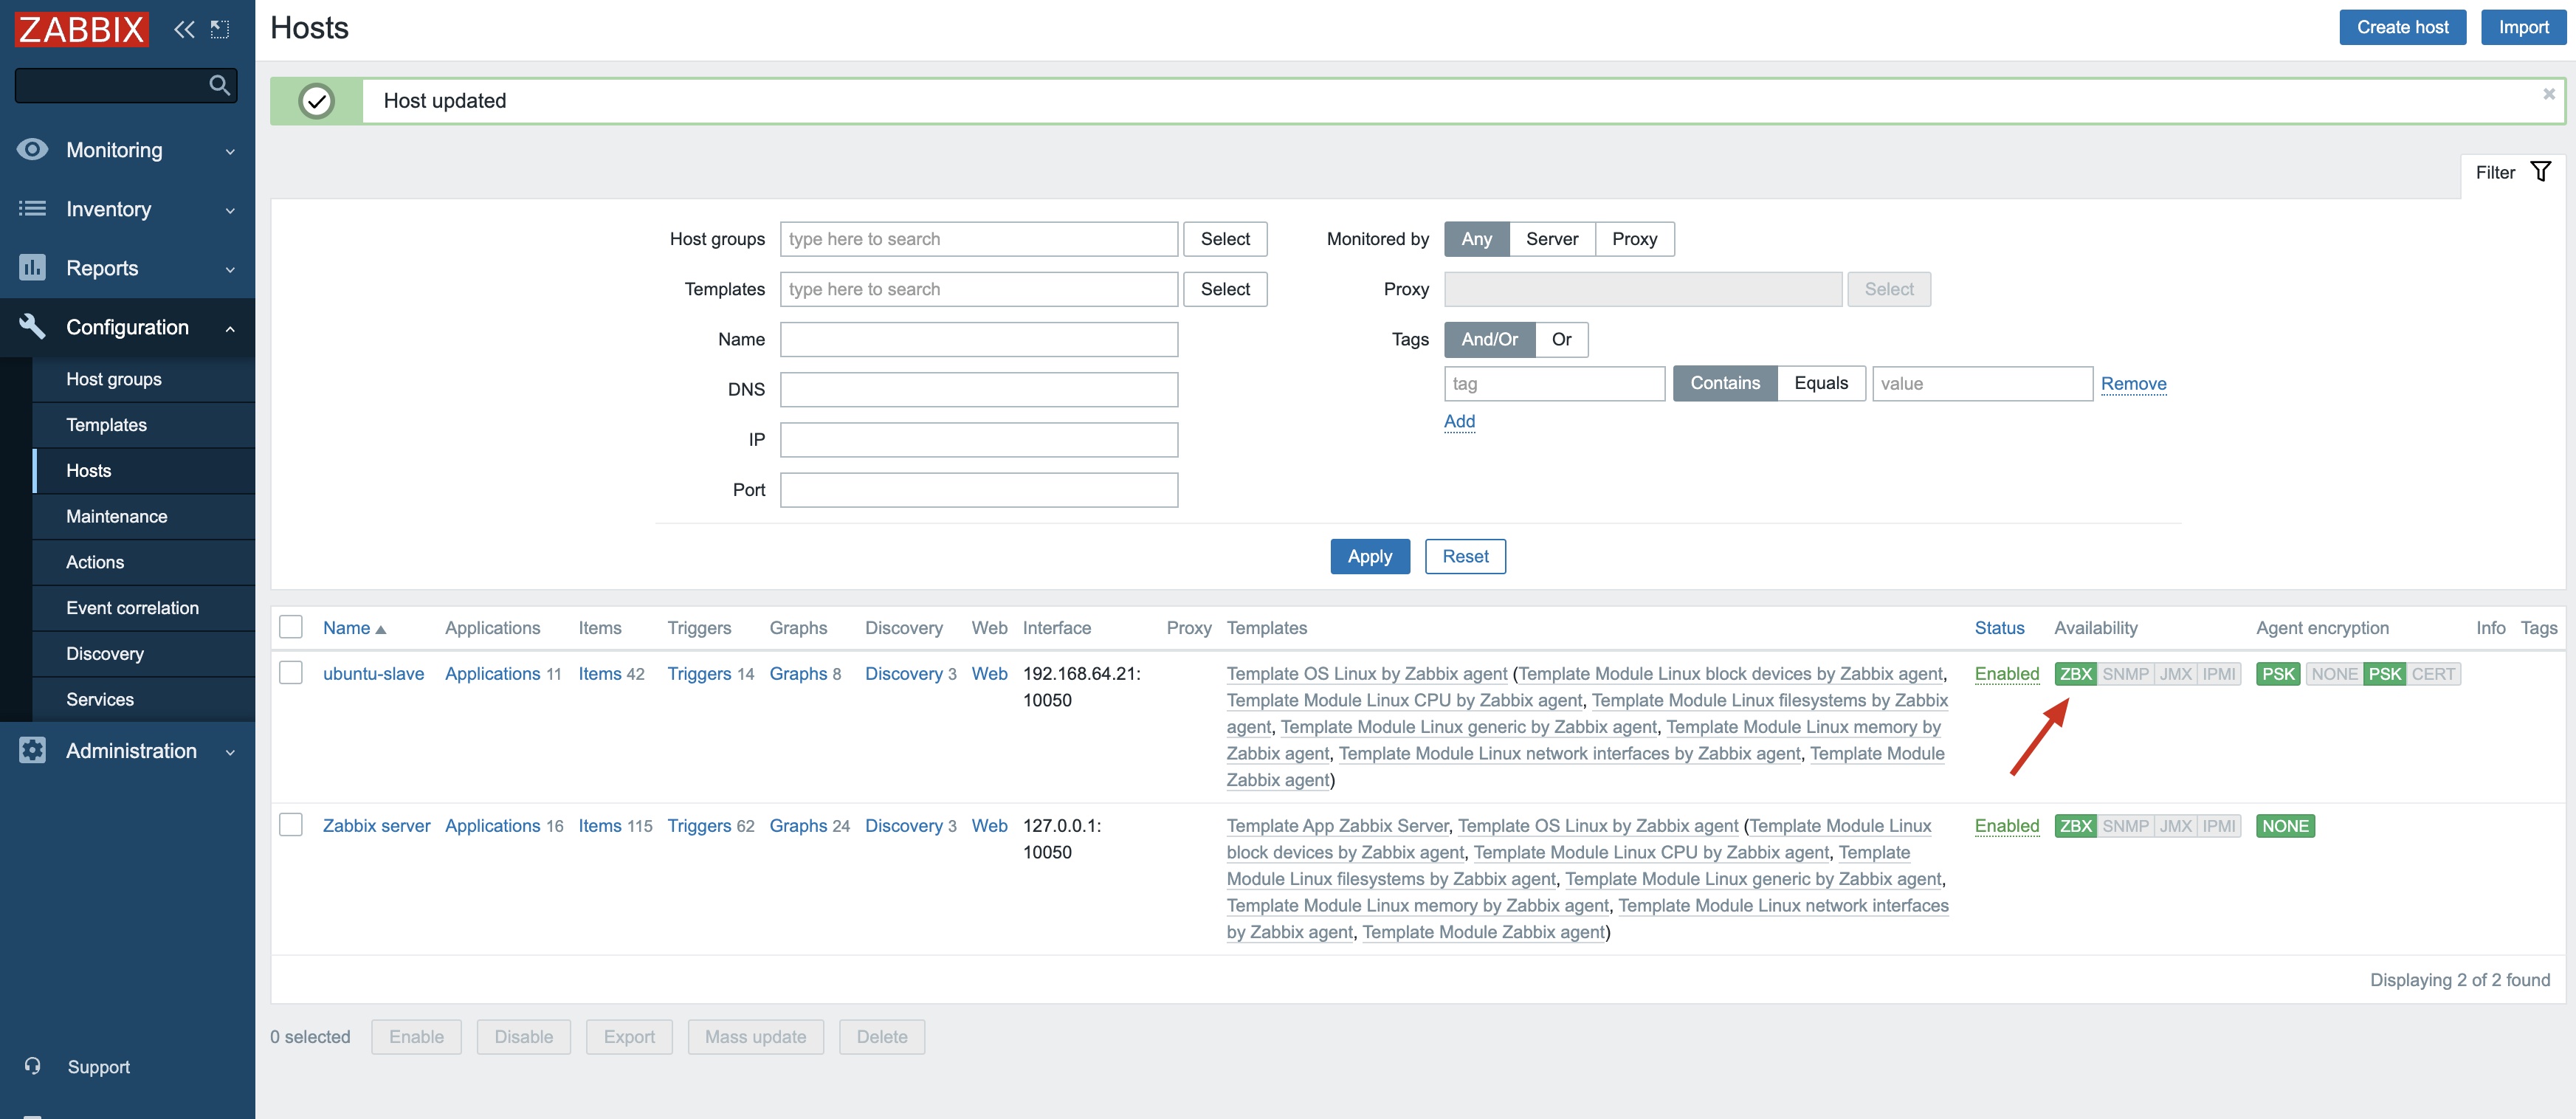 ZABBIX
Monitoring
Inventory
Reports
Configuration
Host groups
Templates
Hosts
Maintenance
Actions
Event correlation
Discovery
Services
Administration
Support
Hosts
Create host
Import
Host updated
Filter
Host groups
type here to search
Select
Templates
type here to search
Select
Name
DNS
IP
Port
Monitored by
Any Server Proxy
Proxy
Select
Tags
And/Or Or
tag
Contains Equals
value
Remove
Add
Apply
Reset
Name Applications Items Triggers Graphs Discovery Web Interface Proxy Templates Status Availability Agent encryption Info Tags
ubuntu-slave Applications 11 Items 42 Triggers 14 Graphs 8 Discovery 3 Web
192.168.64.21:
10050
Template OS Linux by Zabbix agent (Template Module Linux block devices by Zabbix agent,
Template Module Linux CPU by Zabbix agent, Template Module Linux filesystems by Zabbix
agent, Template Module Linux generic by Zabbix agent, Template Module Linux memory by
Zabbix agent, Template Module Linux network interfaces by Zabbix agent, Template Module
Zabbix agent)
Enabled ZBX SNMP JMX IPMI PSK NONE PSK CERT
Zabbix server Applications 16 Items 115 Triggers 62 Graphs 24 Discovery 3 Web
127.0.0.1:
10050
Template App Zabbix Server, Template OS Linux by Zabbix agent (Template Module Linux
block devices by Zabbix agent, Template Module Linux CPU by Zabbix agent, Template
Module Linux filesystems by Zabbix agent, Template Module Linux generic by Zabbix agent,
Template Module Linux memory by Zabbix agent, Template Module Linux network interfaces
by Zabbix agent, Template Module Zabbix agent)
Enabled ZBX SNMP JMX IPMI NONE
Displaying 2 of 2 found
0 selected Enable Disable Export Mass update Delete